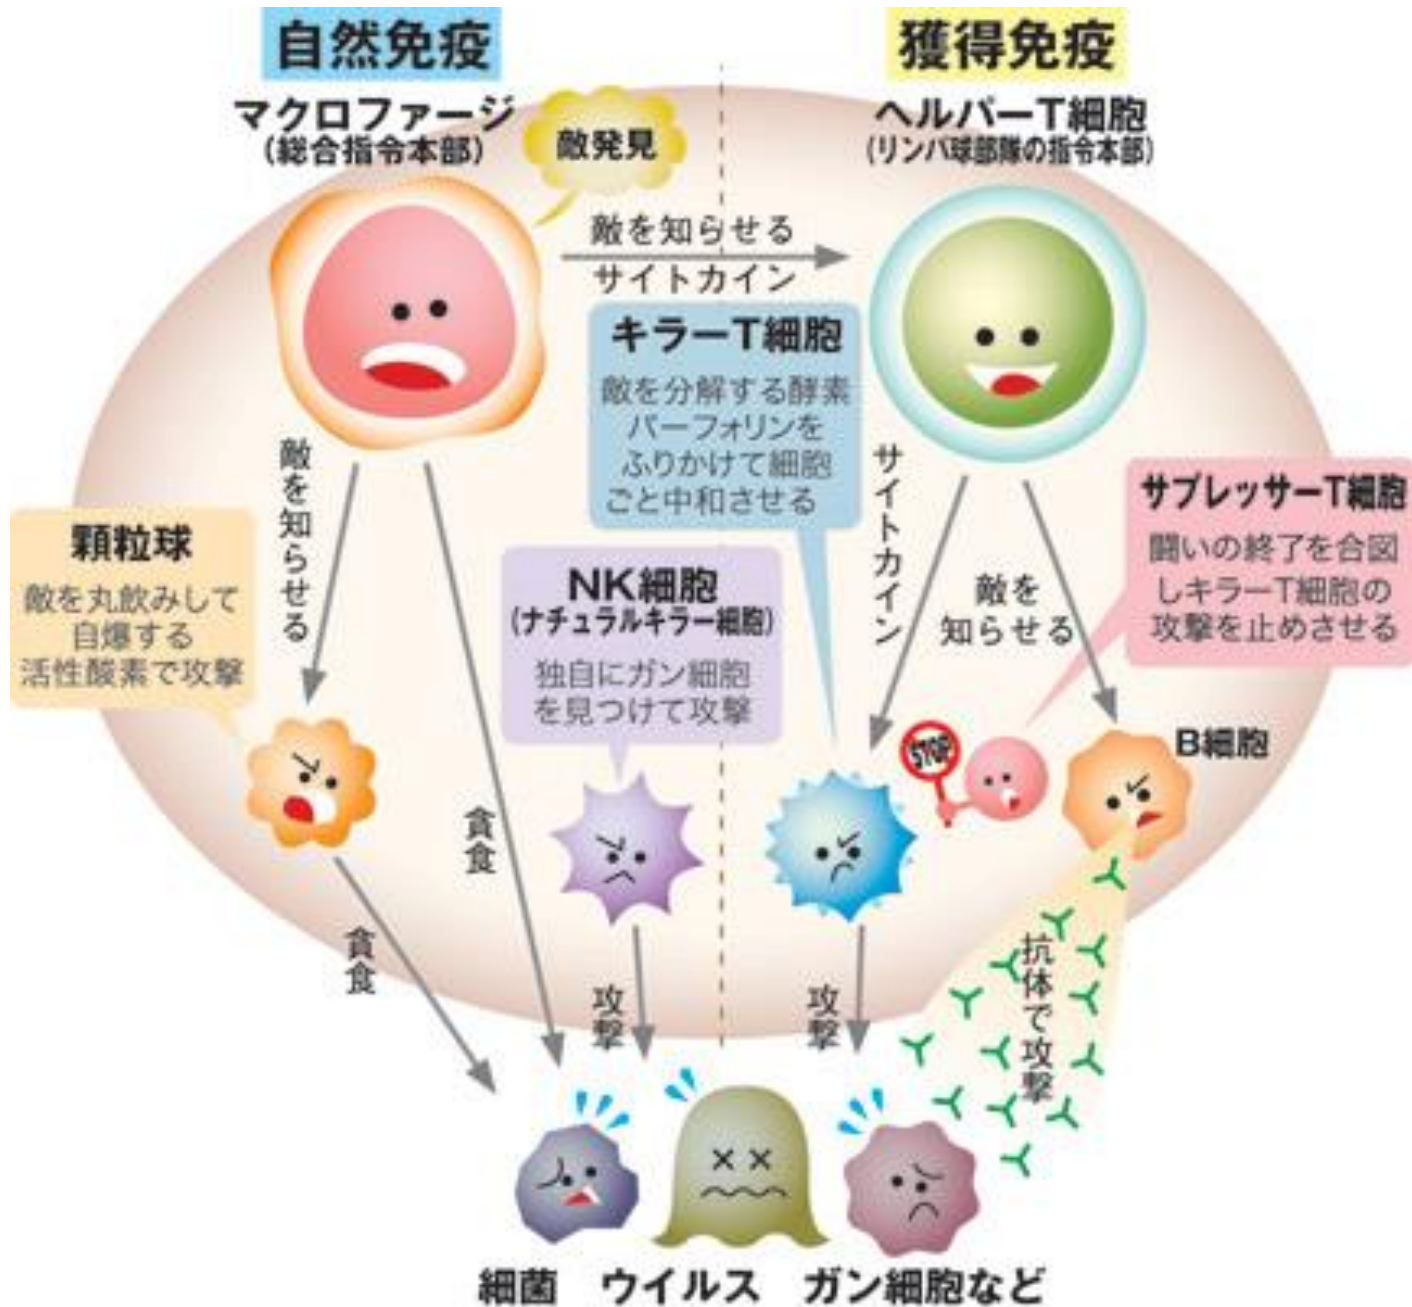 自然免疫
獲得免疫
マクロファージ
(総合指令本部)
敵発見
ヘルパーT細胞
(リンパ球部隊の指令本部)
敵を知らせる
サイトカイン
キラーT細胞
敵を分解する酵素
パーフォリンを
ふりかけて細胞
ごと中和させる
敵を知らせる
サイトカイン
サプレッサーT細胞
闘いの終了を合図
しキラーT細胞の
攻撃を止めさせる
顆粒球
敵を丸飲みして
自爆する
活性酸素で攻撃
NK細胞
(ナチュラルキラー細胞)
独自にガン細胞
を見つけて攻撃
敵を
知らせる
STOP
B細胞
貪食
貪食
攻撃
攻撃
抗体で攻撃
細菌 ウイルス ガン細胞など